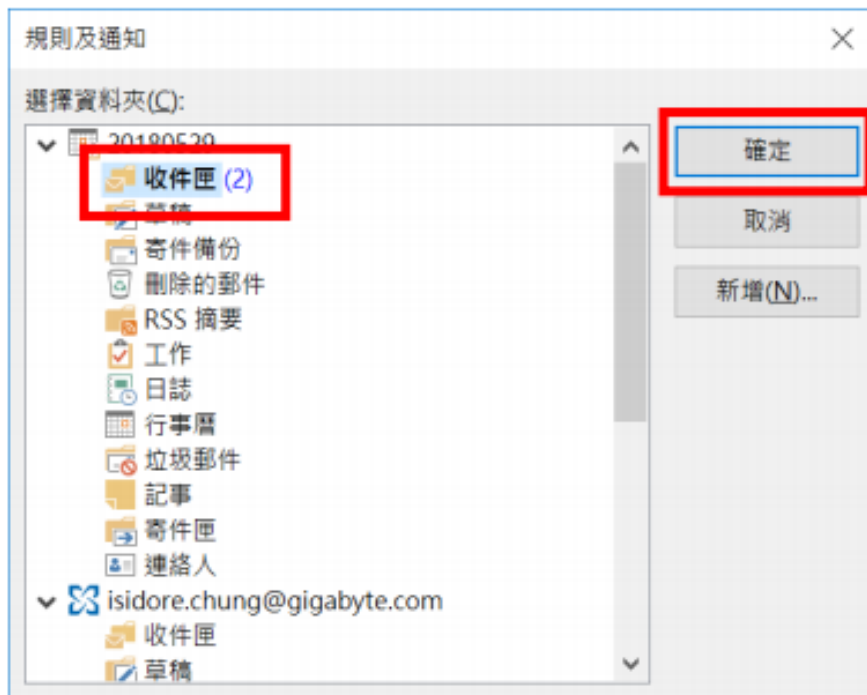 規則及通知
選擇資料夾(C):
20180529
收件匣 (2)
草稿
寄件備份
刪除的郵件
RSS 摘要
工作
日誌
行事曆
垃圾郵件
記事
寄件匣
連絡人
isidore.chung@gigabyte.com
收件匣
草稿
確定
取消
新增(N)...